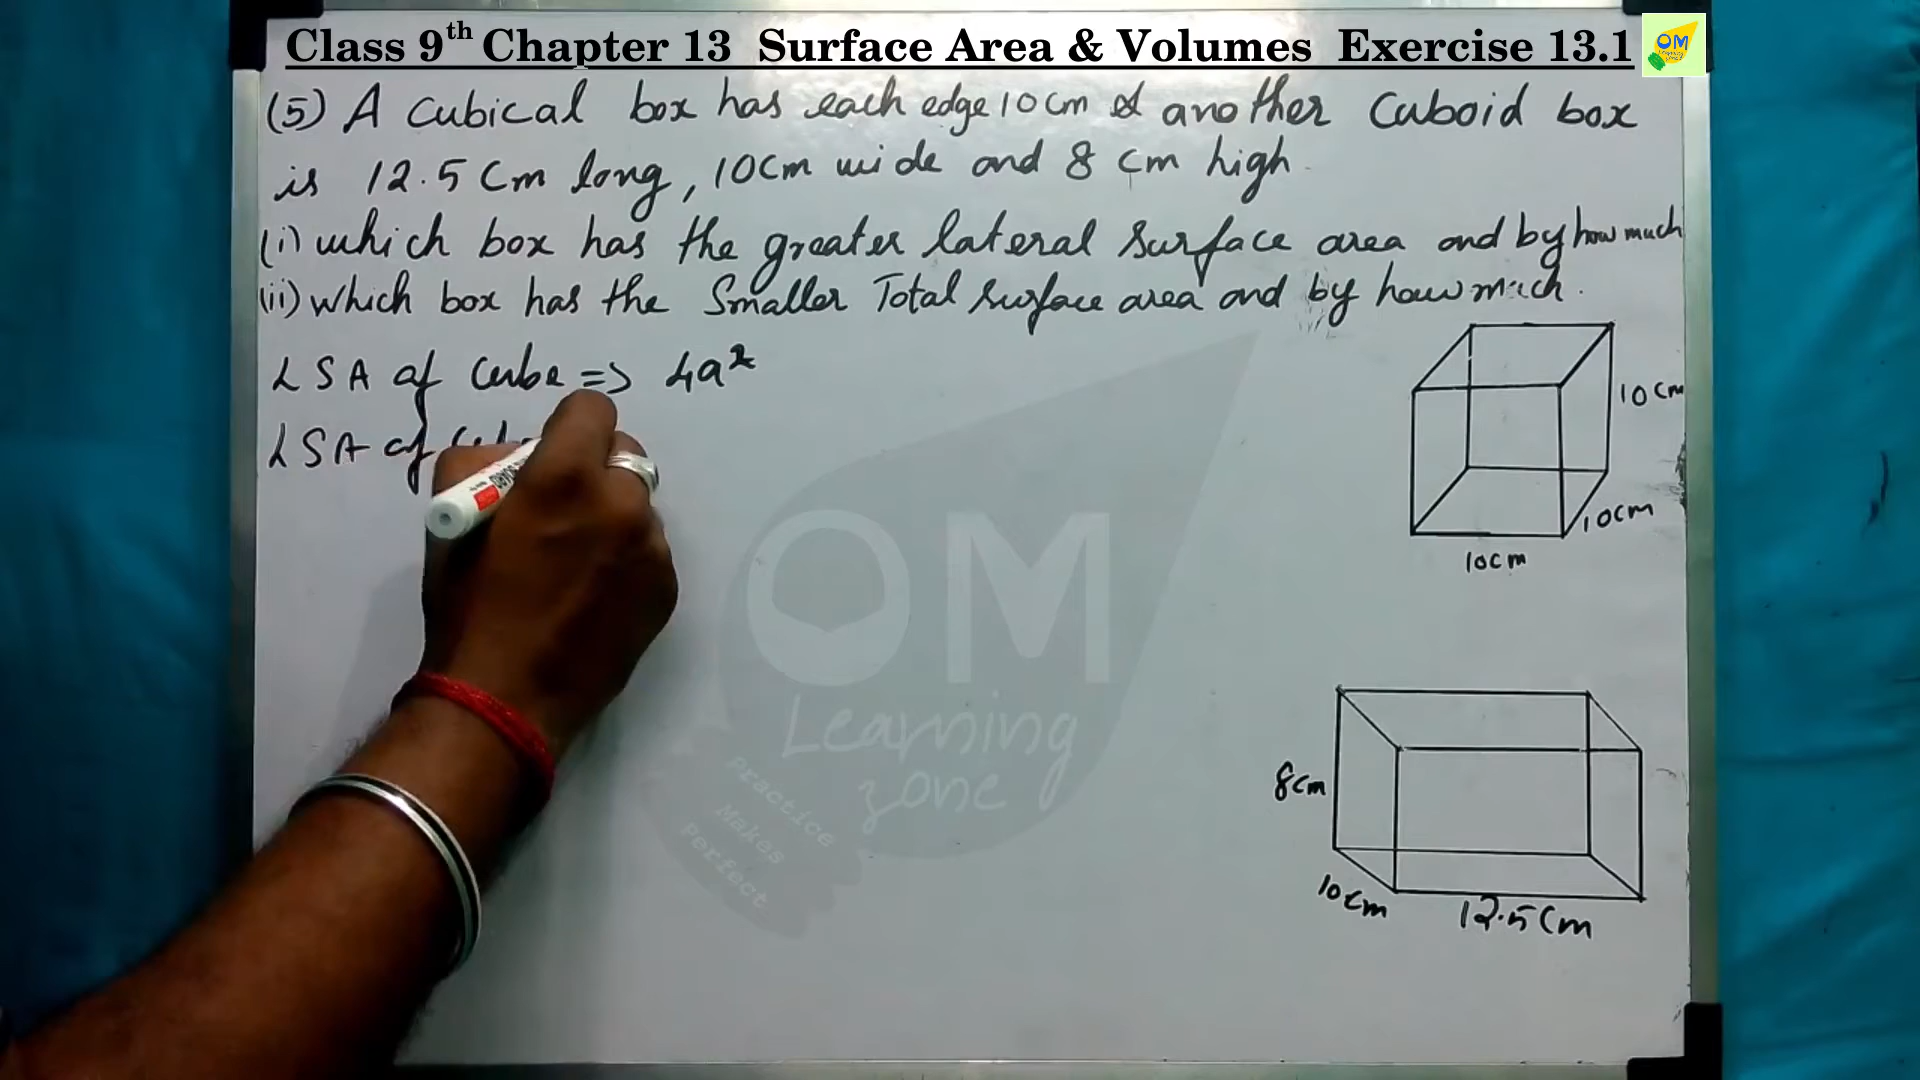 Class 9th Chapter 13 Surface Area & Volumes Exercise 13.1
OM
(5) A Cubical box has each edge 10cm & another Cuboid box
is 12.5 Cm long, 10cm wide and 8 Cm high.
(i) which box has the greater lateral Surface area and by how much
(ii) which box has the Smaller Total Surface area and by how much.
LSA of Cube => 4a²
LSA of
10 Cm
10cm
10cm
8cm
10cm
12.5 Cm
OM
Learning
zone
Practice
Makes
Perfect